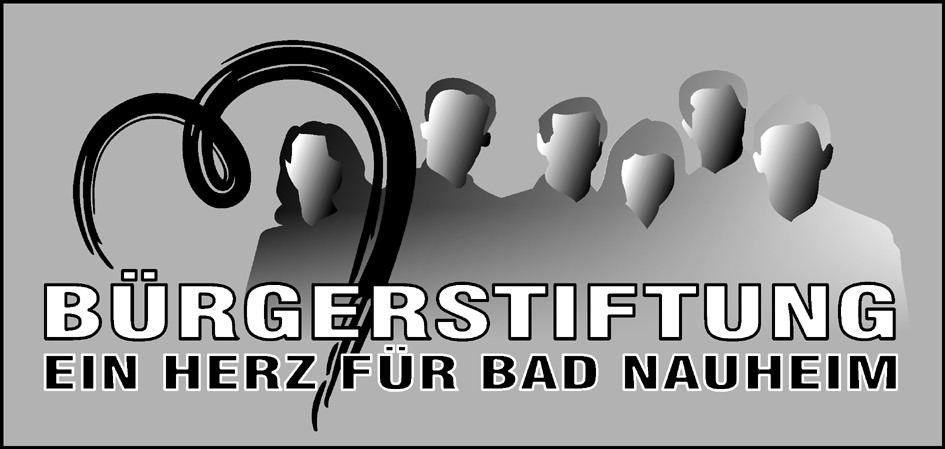 BÜRGERSTIFTUNG
EIN HERZ FÜR BAD NAUHEIM